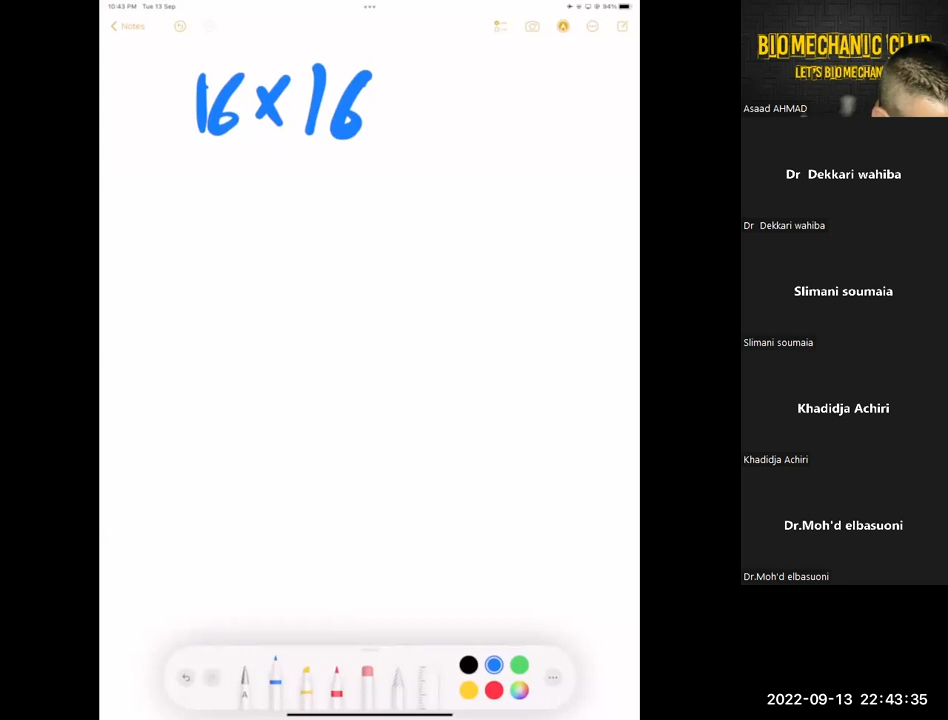 10:43 PM Tue 13 Sep
94%
Notes
16 x 16
A
BIOMECHANIC CLUB
LET'S BIOMECHAN
Asaad AHMAD
Dr Dekkari wahiba
Dr Dekkari wahiba
Slimani soumaia
Slimani soumaia
Khadidja Achiri
Khadidja Achiri
Dr.Moh'd elbasuoni
Dr.Moh'd elbasuoni
2022-09-13 22:43:35